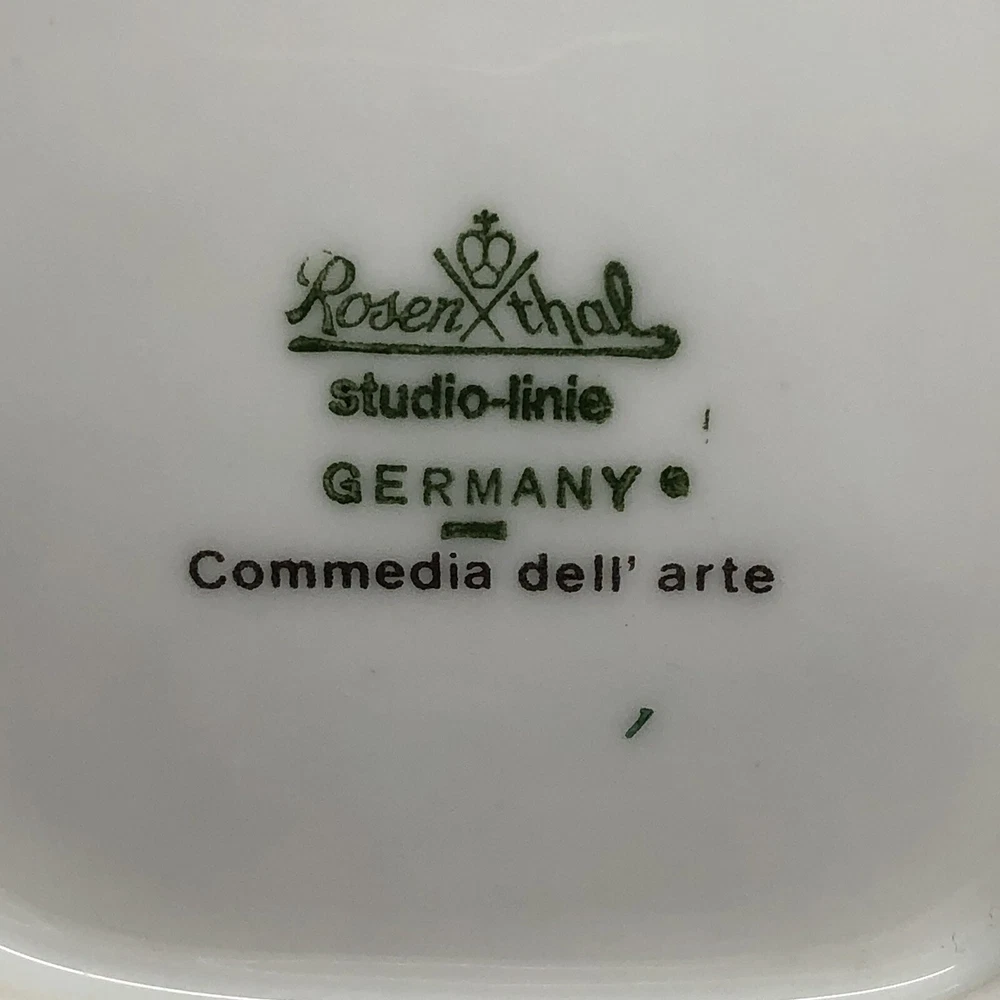 Rosenthal
studio-linie
GERMANY
Commedia dell' arte